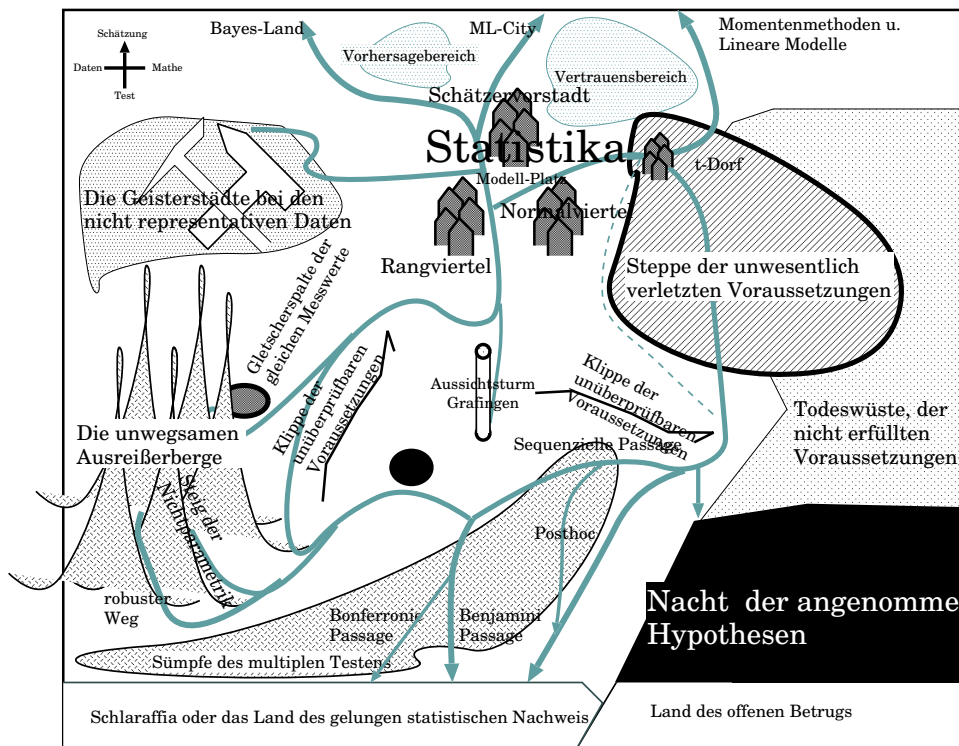 Schätzung
Daten
Mathe
Test
Bayes-Land
ML-City
Momentenmethoden u.
Lineare Modelle
Vorhersagebereich
Vertrauensbereich
Schätzervorstadt
Statistika
t-Dorf
Modell-Platz
Normalviertel
Rangviertel
Die Geisterstädte bei den
nicht representativen Daten
Steppe der unwesentlich
verletzten Voraussetzungen
Gletscherspalte der
gleichen Messwerte
Klippe der
unüberprüfbaren
Voraussetzungen
Aussichtsturm
Grafingen
Klippe der
unüberprüfbaren
Voraussetzungen
Sequenzielle Passage
Todeswüste, der
nicht erfüllten
Voraussetzungen
Die unwegsamen
Ausreißerberge
Steig der
Nichtparametrik
robuster
Weg
Posthoc
Bonferronie
Passage
Benjamini
Passage
Sümpfe des multiplen Testens
Nacht der angenomme
Hypothesen
Schlaraffia oder das Land des gelungen statistischen Nachweis
Land des offenen Betrugs